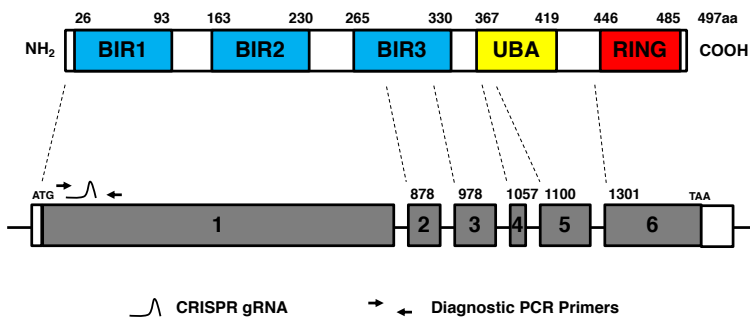 26 93 163 230 265 330 367 419 446 485 497aa
NH2 BIR1 BIR2 BIR3 UBA RING COOH
ATG 878 978 1057 1100 1301 TAA
1 2 3 4 5 6
CRISPR gRNA Diagnostic PCR Primers